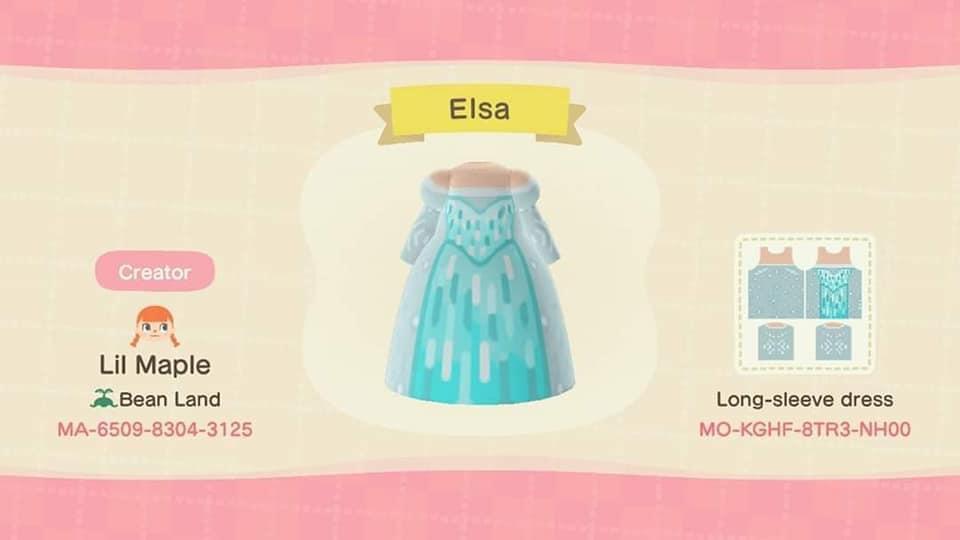 Elsa
Creator
Lil Maple
Bean Land
MA-6509-8304-3125
Long-sleeve dress
MO-KGHF-8TR3-NH00